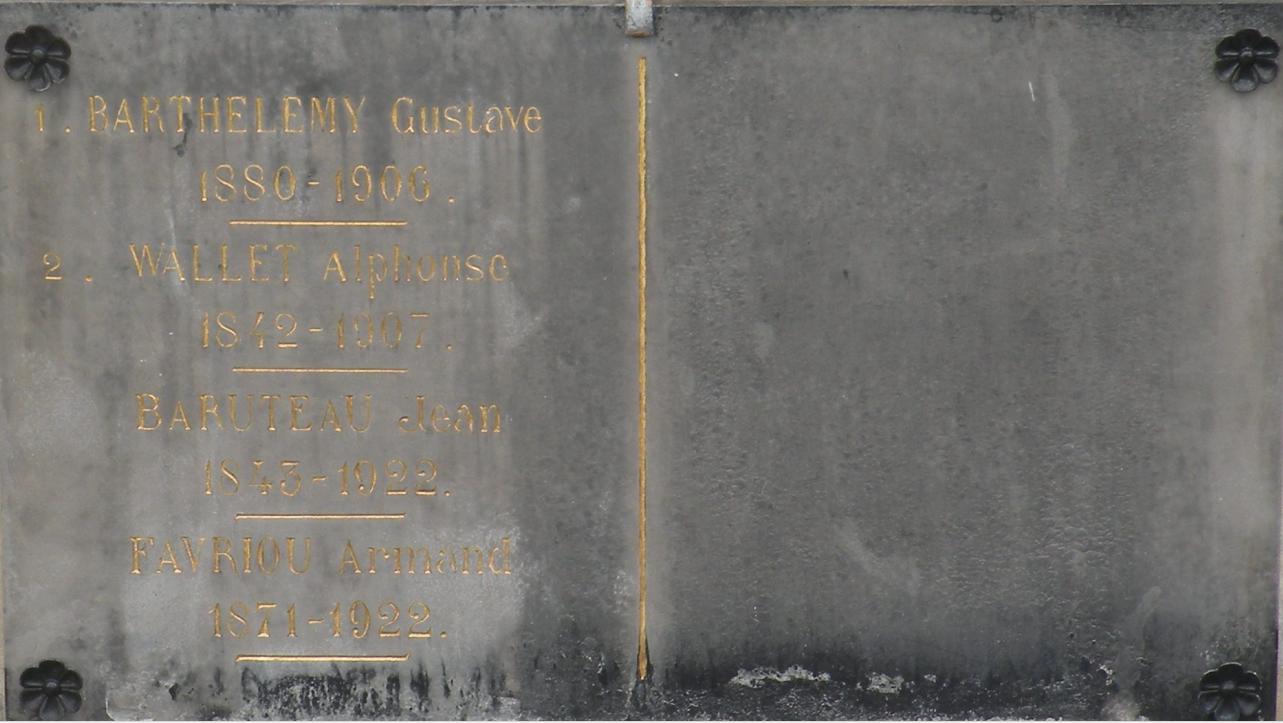 1. BARTHELEMY Gustave
1880-1906.
2. WALLET Alphonse
1842-1907.
BARUTEAU Jean
1843-1922.
FAVRIOU Armand
1871-1922.